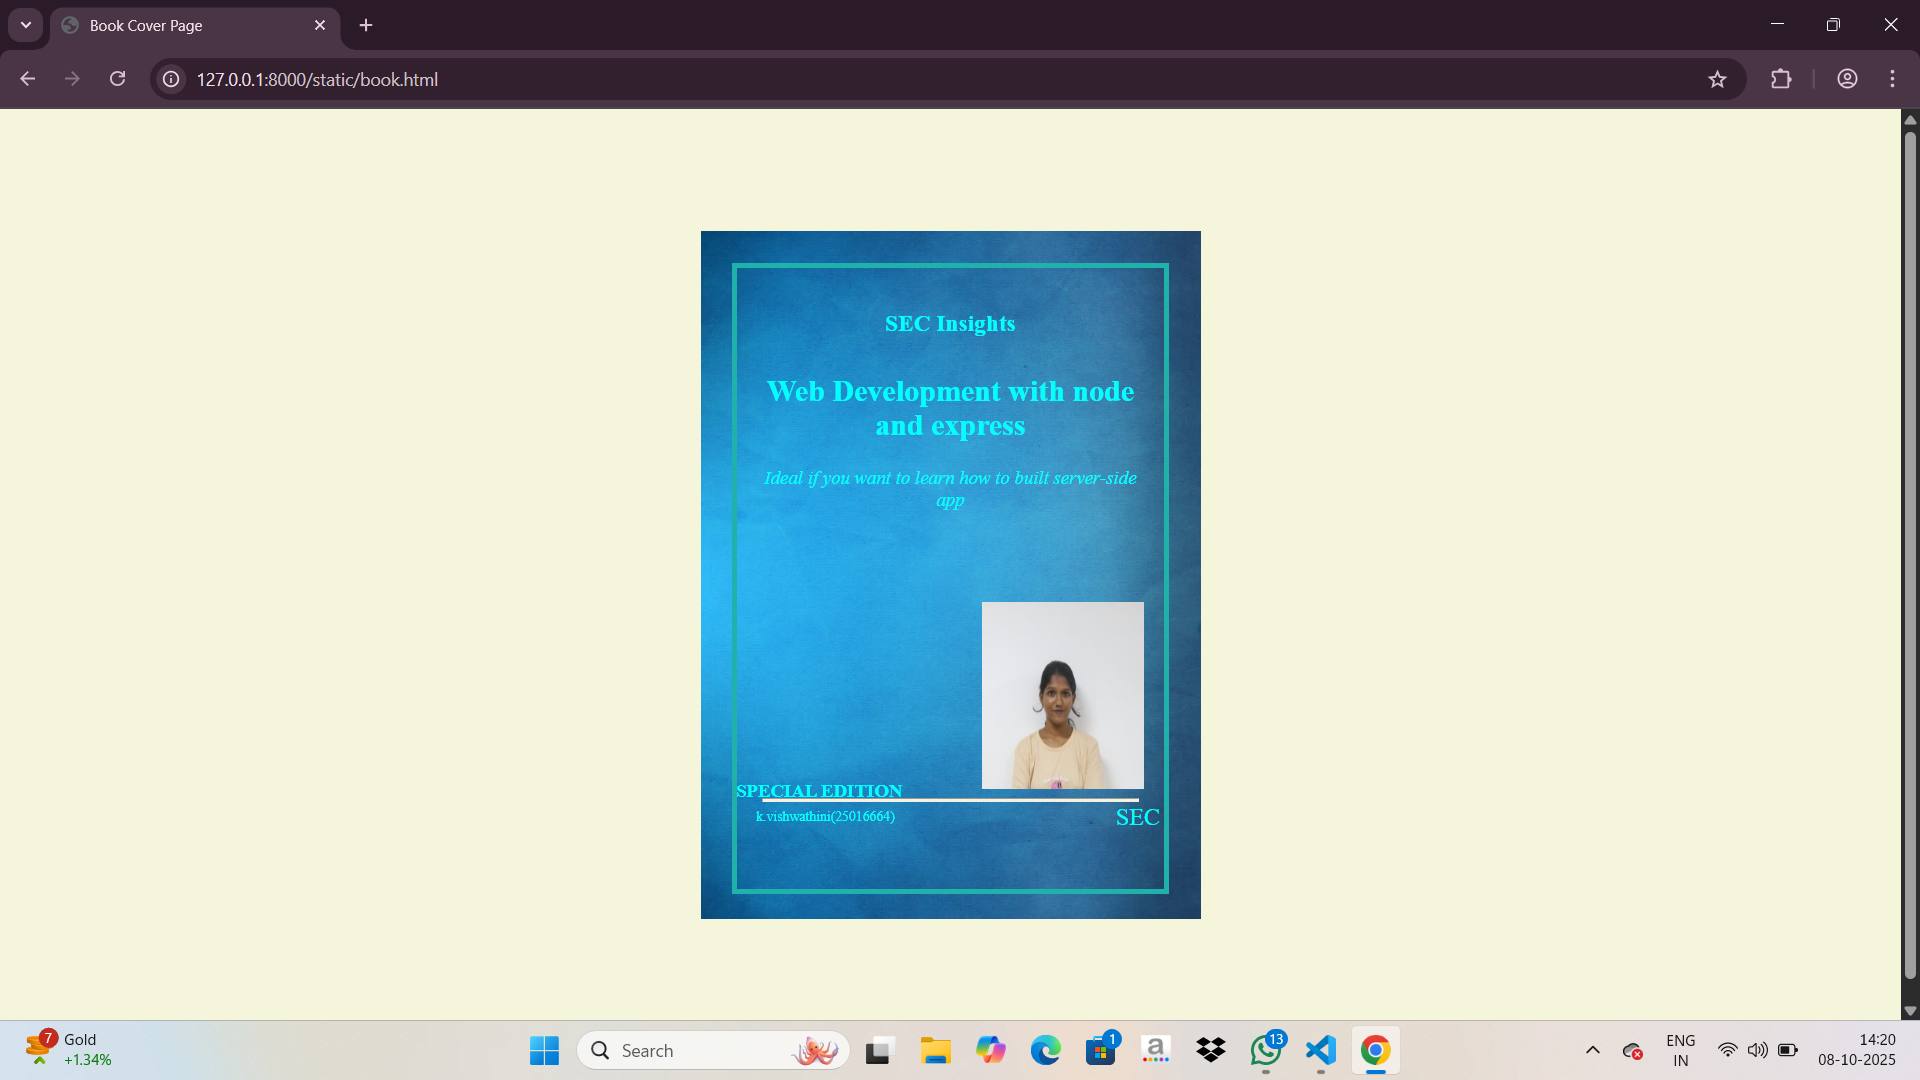 Book Cover Page
127.0.0.1:8000/static/book.html
SEC Insights
Web Development with node
and express
Ideal if you want to learn how to built server-side
app
SPECIAL EDITION
k.vishwathini(25016664)
SEC
7
Gold
+1.34%
Search
1
a
13
ENG
IN
14:20
08-10-2025